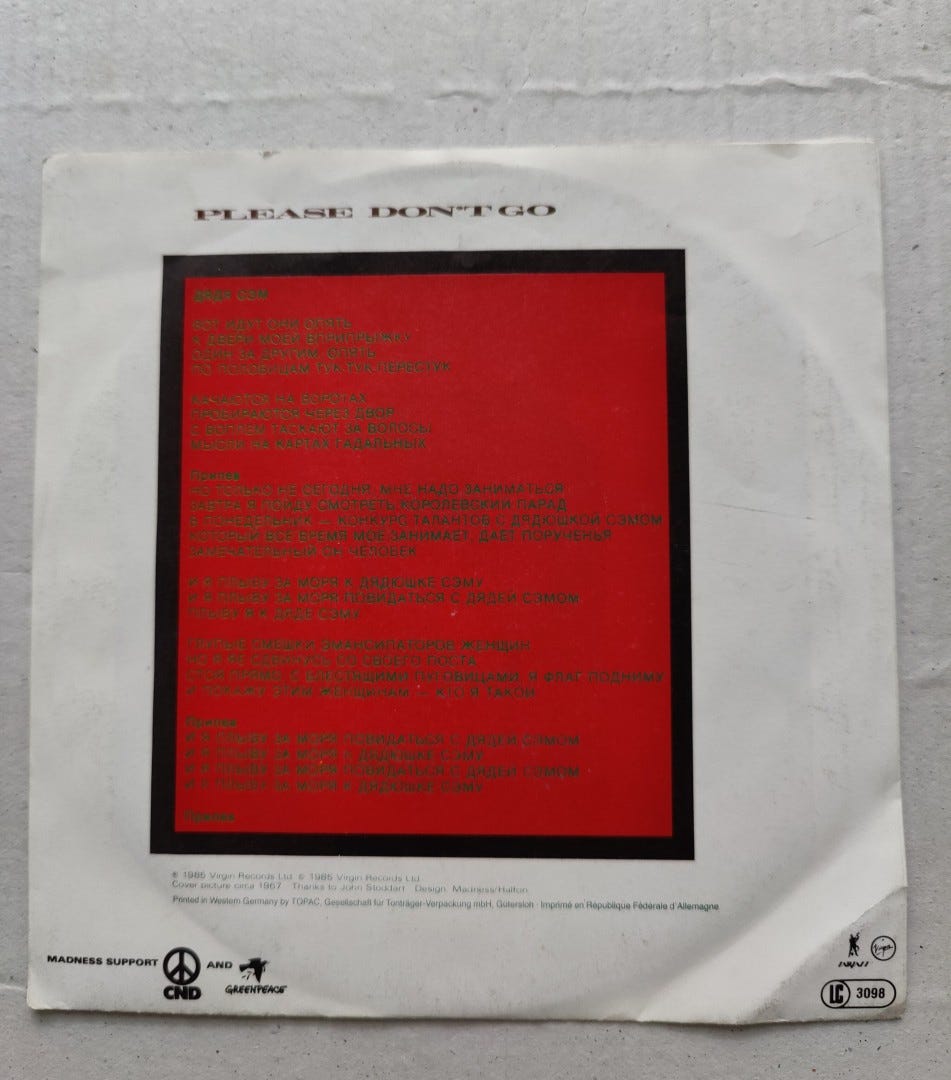 PLEASE DON'T GO
ДЯДЯ СЭМ
ВОТ ИДУТ ОНИ ОПЯТЬ
К ДВЕРИ МОЕЙ ВПРИПРЫЖКУ
ОДИН ЗА ДРУГИМ, ОПЯТЬ
ПО ПОЛОВИЦАМ ТУК ТУК
КАЧАЮТСЯ НА ВОРОТАХ
ПРОБИРАЮТСЯ ЧЕРЕЗ ДВОР
С ВОПЛЕМ ТАСКАЮТ ЗА ВОЛОСЫ
МЫСЛИ НА КАРТАХ ГАДАЛЬНЫХ
Припев
НО ТОЛЬКО НЕ СЕГОДНЯ, МНЕ НАДО ЗАНИМАТЬСЯ
ЗАВТРА Я ПОЙДУ СМОТРЕТЬ КОРОЛЕВСКИЙ ПАРАД
В ПОНЕДЕЛЬНИК — КОНКУРС ТАЛАНТОВ С ДЯДЮШКОЙ СЭМОМ
КОТОРЫЙ ВСЕ ВРЕМЯ МОЕ ЗАНИМАЕТ, ДАЕТ ПОРУЧЕНЬЯ
ЗАМЕЧАТЕЛЬНЫЙ ОН ЧЕЛОВЕК
И Я ПЛЫВУ ЗА МОРЯ К ДЯДЮШКЕ СЭМУ
И Я ПЛЫВУ ЗА МОРЯ ПОВИДАТЬСЯ С ДЯДЕЙ СЭМОМ
ПЛЫВУ Я К ДЯДЕ СЭМУ
ГЛУПЫЕ СМЕШКИ ЭМАНСИПАТОРОВ ЖЕНЩИН
НО Я НЕ СДВИНУСЬ СО СВОЕГО ПОСТА
СТОЙ ПРЯМО, С БЛЕСТЯЩИМИ ПУГОВИЦАМИ, Я ФЛАГ ПОДНИМУ
И ПОКАЖУ ЭТИМ ЖЕНЩИНАМ — КТО Я ТАКОЙ
Припев
И Я ПЛЫВУ ЗА МОРЯ ПОВИДАТЬСЯ С ДЯДЕЙ СЭМОМ
И Я ПЛЫВУ ЗА МОРЯ К ДЯДЮШКЕ СЭМУ
И Я ПЛЫВУ ЗА МОРЯ ПОВИДАТЬСЯ С ДЯДЕЙ СЭМОМ
И Я ПЛЫВУ ЗА МОРЯ К ДЯДЮШКЕ СЭМУ
Припев
℗ 1985 Virgin Records Ltd. © 1985 Virgin Records Ltd.
Cover picture circa 1967 Thanks to John Stoddart Design: Madness/Halton
Printed in Western Germany by TOPAC, Gesellschaft für Tonträger-Verpackung mbH, Gütersloh · Imprimé en République Fédérale d'Allemagne
MADNESS SUPPORT CND AND GREENPEACE
Virgin
LC 3098